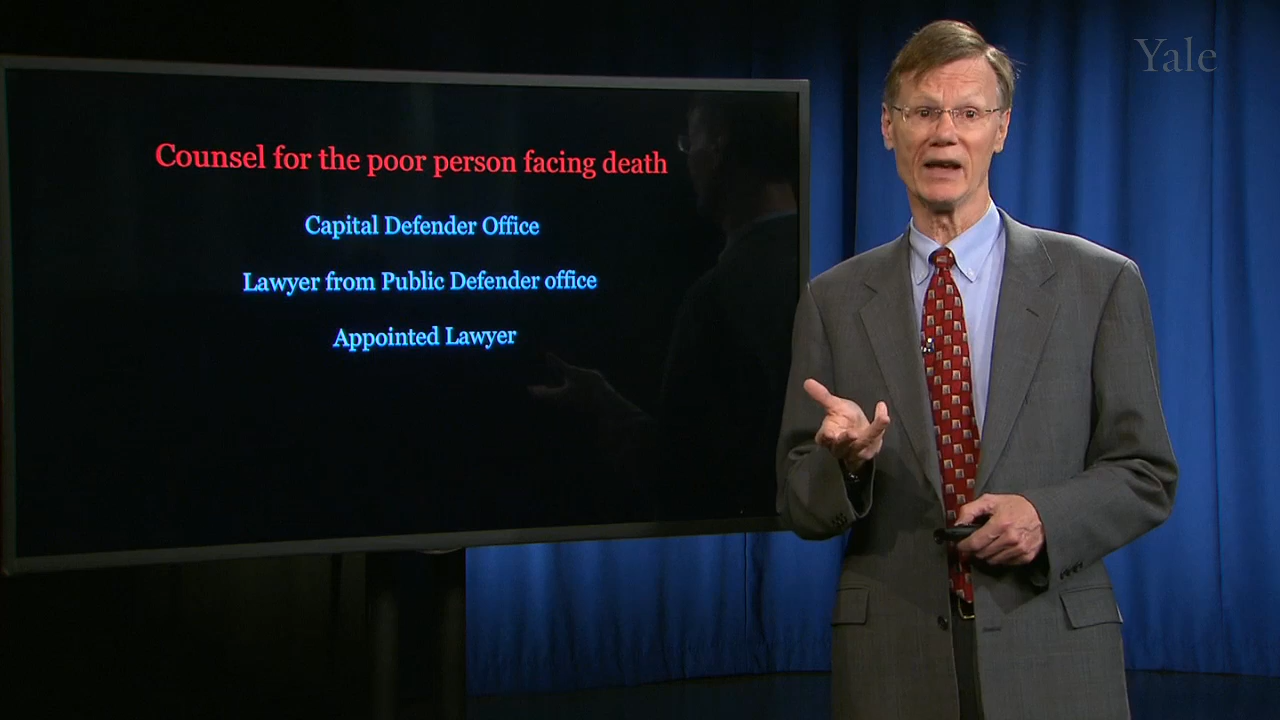 Yale
Counsel for the poor person facing death
Capital Defender Office
Lawyer from Public Defender office
Appointed Lawyer